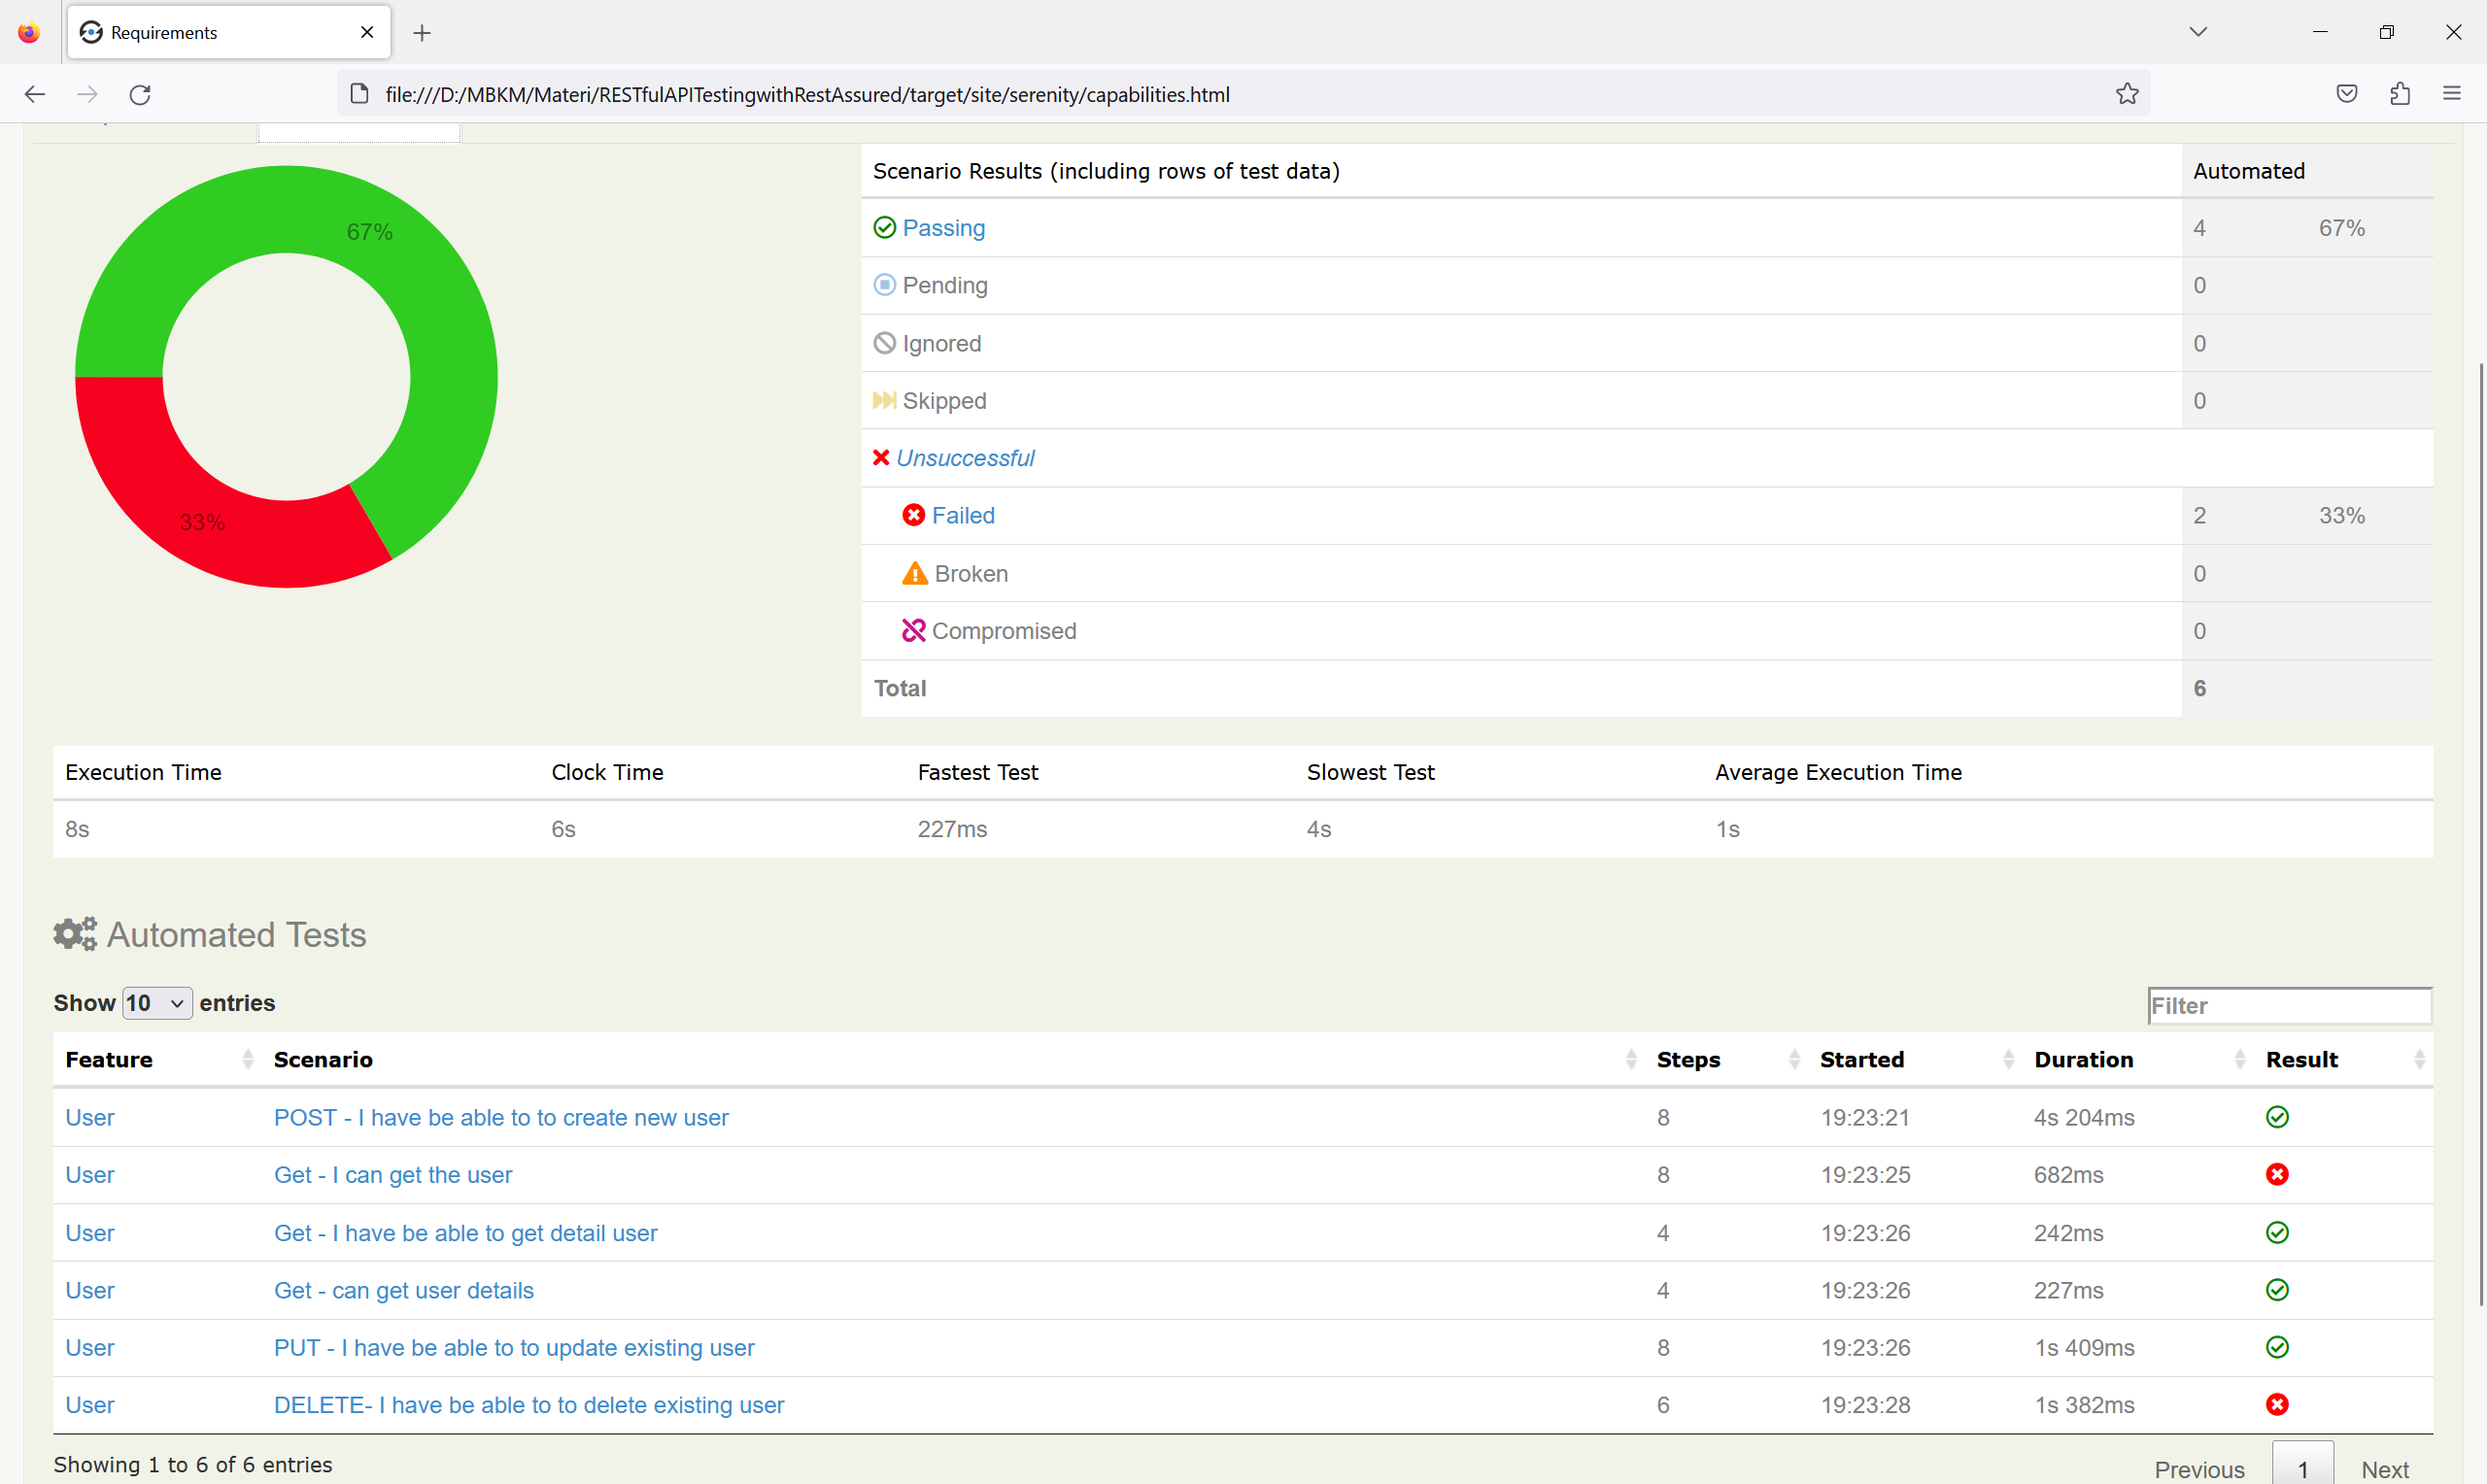 Requirements
file:///D:/MBKM/Materi/RESTfulAPITestingwithRestAssured/target/site/serenity/capabilities.html
67%
33%
Scenario Results (including rows of test data) Automated
Passing 4 67%
Pending 0
Ignored 0
Skipped 0
Unsuccessful
Failed 2 33%
Broken 0
Compromised 0
Total 6
Execution Time Clock Time Fastest Test Slowest Test Average Execution Time
8s 6s 227ms 4s 1s
Automated Tests
Show 10 entries Filter
Feature Scenario Steps Started Duration Result
User POST - I have be able to to create new user 8 19:23:21 4s 204ms
User Get - I can get the user 8 19:23:25 682ms
User Get - I have be able to get detail user 4 19:23:26 242ms
User Get - can get user details 4 19:23:26 227ms
User PUT - I have be able to to update existing user 8 19:23:26 1s 409ms
User DELETE- I have be able to to delete existing user 6 19:23:28 1s 382ms
Showing 1 to 6 of 6 entries Previous 1 Next